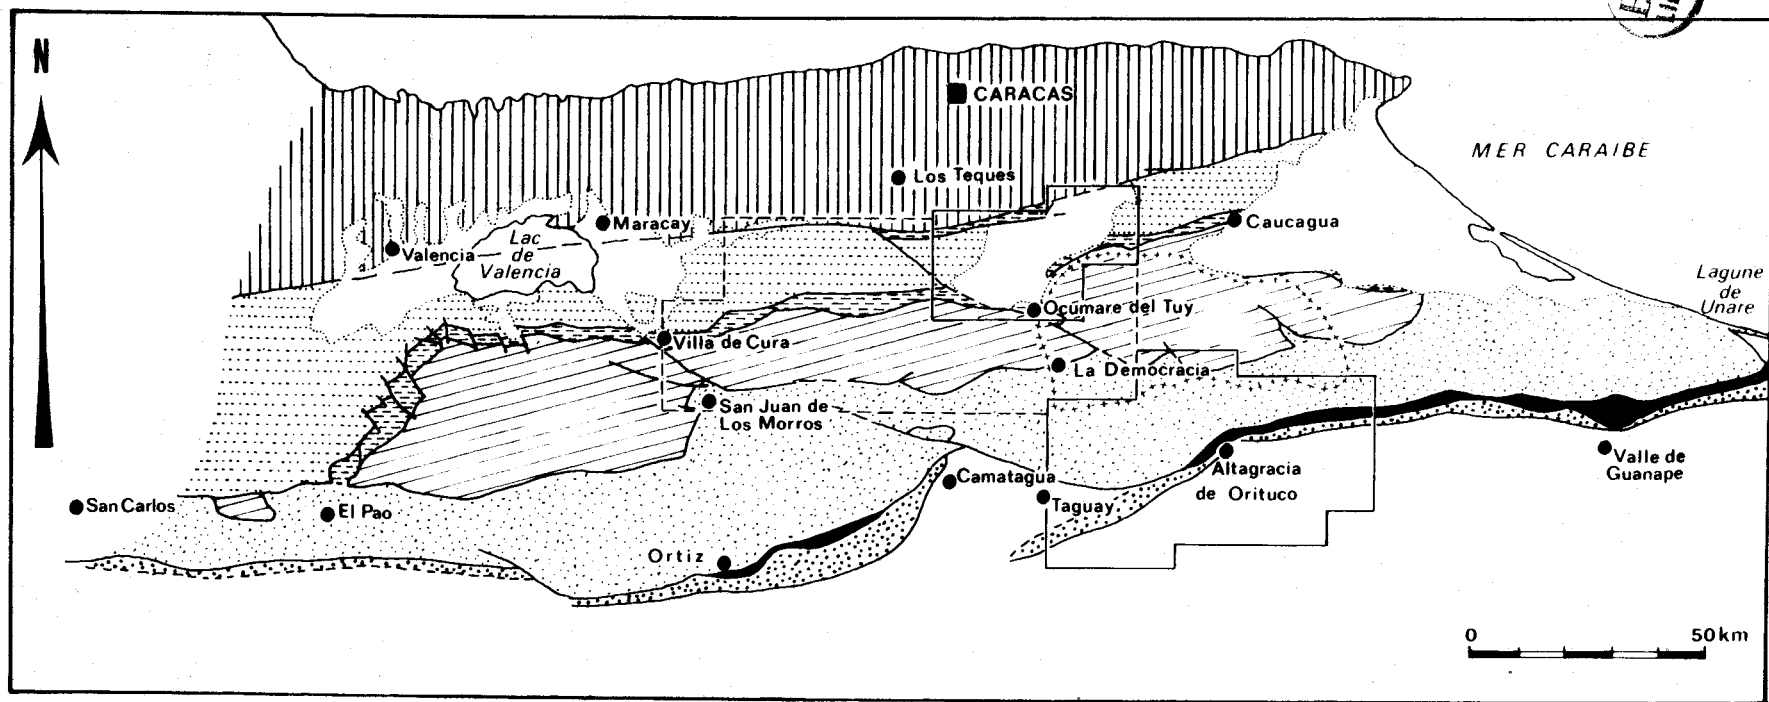 N
CARACAS
MER CARAIBE
Los Teques
Maracay
Caucagua
Lac
de
Valencia
Valencia
Lagune
de
Unare
Ocumare del Tuy
Villa de Cura
La Democracia
San Juan de
Los Morros
Camatagua
Altagracia
de Orituco
Valle de
Guanape
San Carlos
El Pao
Taguay
Ortiz
0 50km